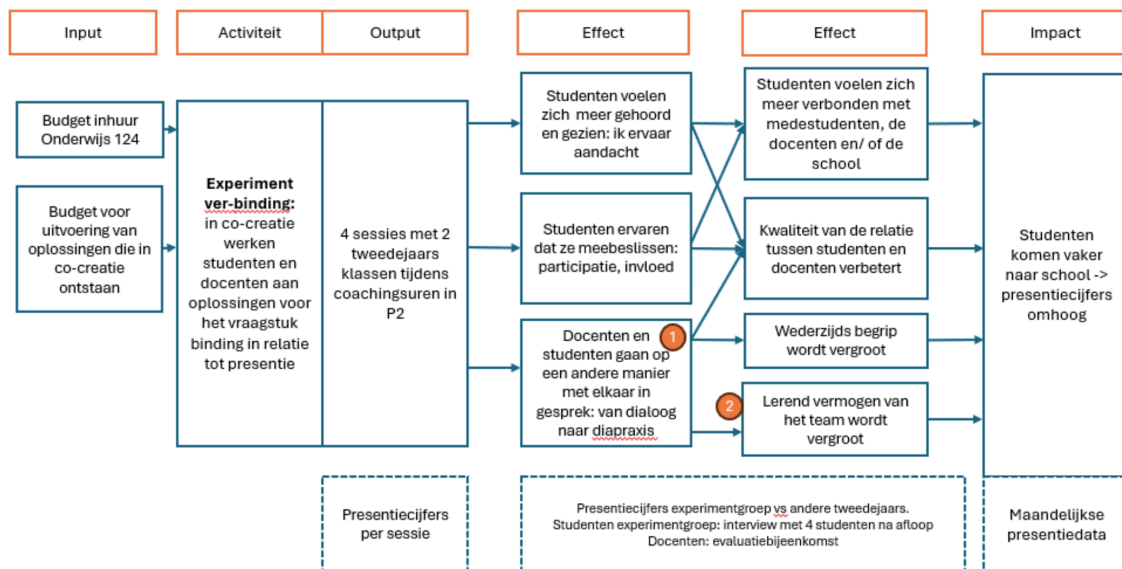 Input
Activiteit
Output
Effect
Effect
Impact
Budget inhuur
Onderwijs 124
Budget voor
uitvoering van
oplossingen die in
co-creatie
ontstaan
Experiment
ver-binding:
in co-creatie
werken
studenten en
docenten aan
oplossingen voor
het vraagstuk
binding in relatie
tot presentie
4 sessies met 2
tweedejaars
klassen tijdens
coachingsuren in
P2
Studenten voelen
zich meer gehoord
en gezien: ik ervaar
aandacht
Studenten ervaren
dat ze meebeslissen:
participatie, invloed
Docenten en
studenten gaan op
een andere manier
met elkaar in
gesprek: van dialoog
naar diapraxis
1
Studenten voelen zich
meer verbonden met
medestudenten, de
docenten en/ of de
school
Kwaliteit van de relatie
tussen studenten en
docenten verbetert
Wederzijds begrip
wordt vergroot
2
Lerend vermogen van
het team wordt
vergroot
Studenten
komen vaker
naar school ->
presentiecijfers
omhoog
Presentiecijfers
per sessie
Presentiecijfers experimentgroep vs andere tweedejaars.
Studenten experimentgroep: interview met 4 studenten na afloop
Docenten: evaluatiebijeenkomst
Maandelijkse
presentiedata